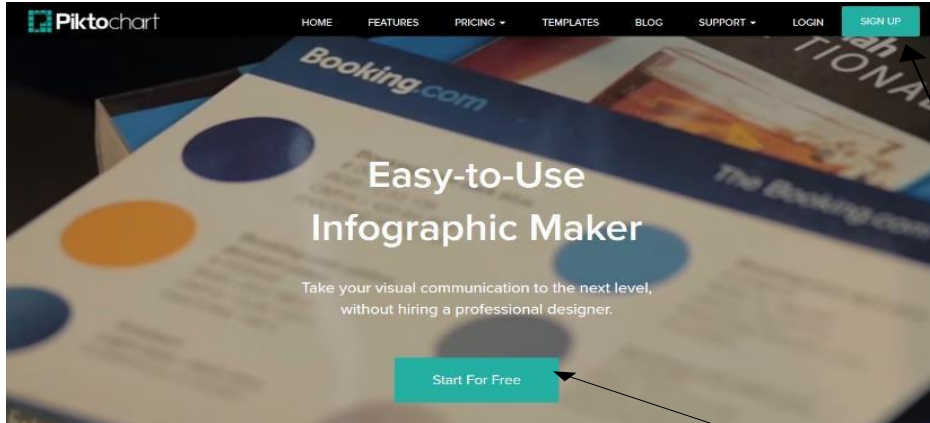 Piktochart
HOME FEATURES PRICING TEMPLATES BLOG SUPPORT LOGIN SIGN UP
Booking.com
The Booking.com
Easy-to-Use
Infographic Maker
Take your visual communication to the next level,
without hiring a professional designer.
Start For Free